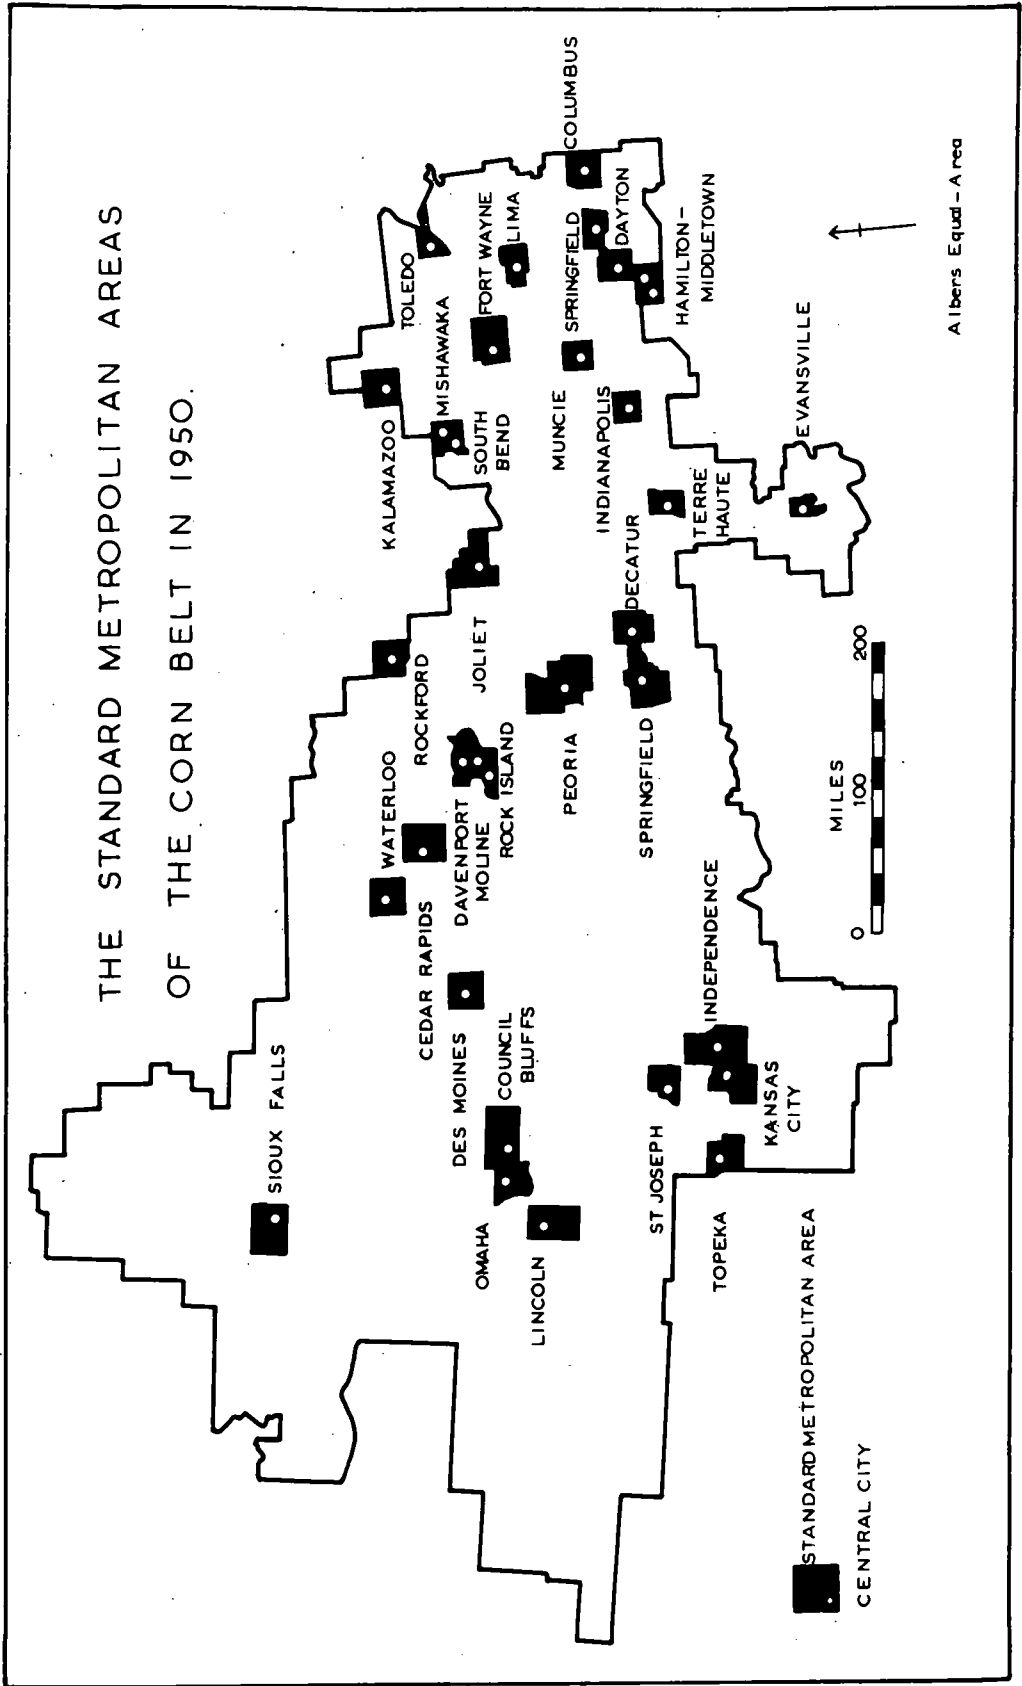 THE STANDARD METROPOLITAN AREAS
OF THE CORN BELT IN 1950.
SIOUX FALLS
WATERLOO
ROCKFORD
KALAMAZOO
TOLEDO
CEDAR RAPIDS
MISHAWAKA
DES MOINES
DAVENPORT
MOLINE
ROCK ISLAND
JOLIET
SOUTH
BEND
FORT WAYNE
LIMA
OMAHA
COUNCIL
BLUFFS
LINCOLN
PEORIA
MUNCIE
SPRINGFIELD
COLUMBUS
INDIANAPOLIS
DAYTON
DECATUR
SPRINGFIELD
ST JOSEPH
INDEPENDENCE
TERRE
HAUTE
HAMILTON-
MIDDLETOWN
TOPEKA
KANSAS
CITY
EVANSVILLE
STANDARD METROPOLITAN AREA
CENTRAL CITY
MILES
0 100 200
Albers Equal-Area